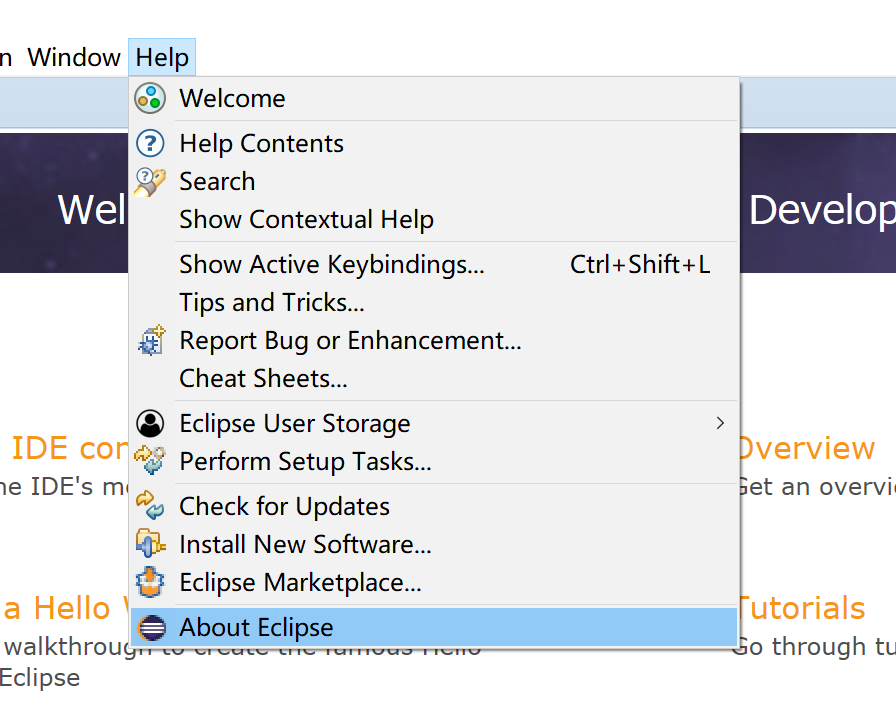 Window Help
Welcome
Help Contents
Search
Show Contextual Help
Show Active Keybindings... Ctrl+Shift+L
Tips and Tricks...
Report Bug or Enhancement...
Cheat Sheets...
Eclipse User Storage
Perform Setup Tasks...
Check for Updates
Install New Software...
Eclipse Marketplace...
About Eclipse
Wel
Develop
IDE con
Overview
he IDE's m
Get an overvi
a Hello
Tutorials
walkthrough to create the famous Hello
Go through tu
Eclipse